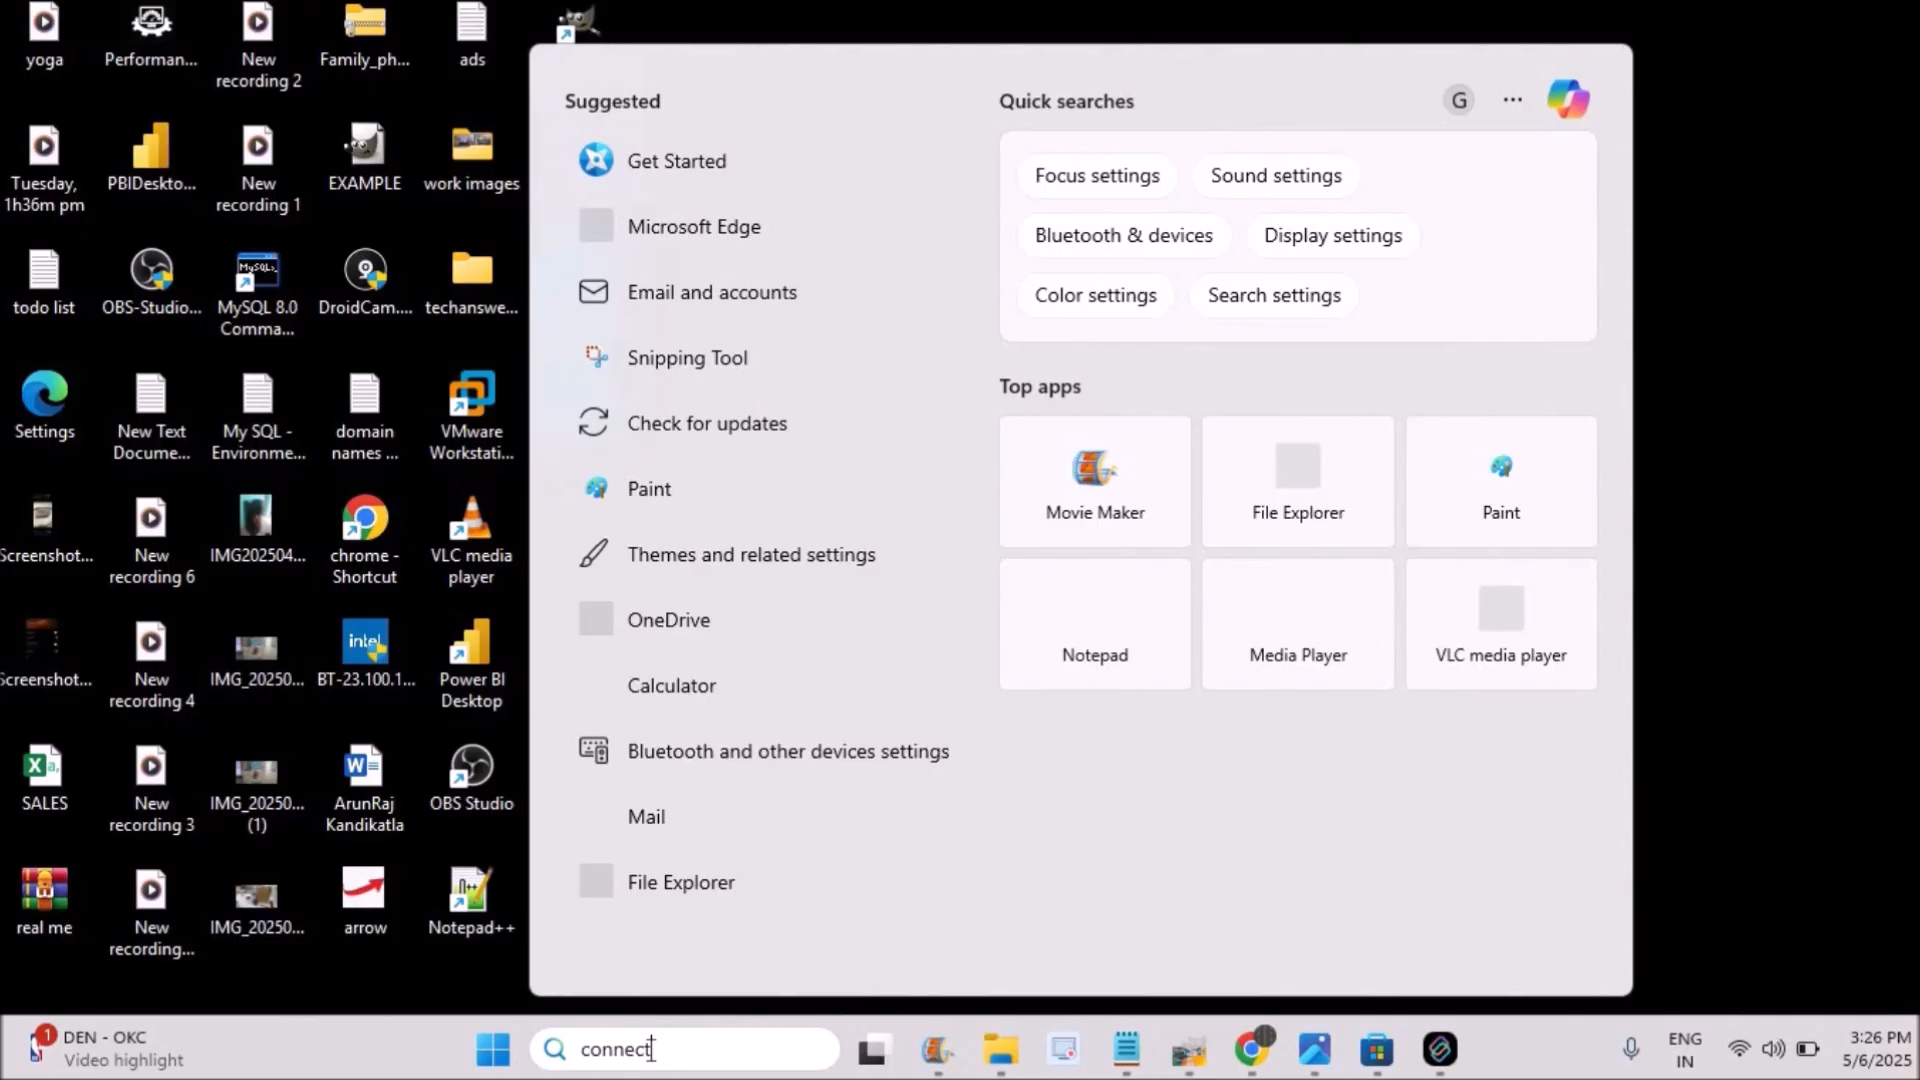 yoga
Performan...
New
recording 2
Family_ph...
ads
Tuesday,
1h36m pm
PBIDeskto...
New
recording 1
EXAMPLE
work images
todo list
OBS-Studio...
MySQL 8.0
Comma...
DroidCam....
techanswe...
Settings
New Text
Docume...
My SQL -
Environme...
domain
names ...
VMware
Workstati...
Screenshot...
New
recording 6
IMG202504...
chrome -
Shortcut
VLC media
player
Screenshot...
New
recording 4
IMG_20250...
BT-23.100.1...
Power BI
Desktop
SALES
New
recording 3
IMG_20250...
(1)
ArunRaj
Kandikatla
OBS Studio
real me
New
recording...
IMG_20250...
arrow
Notepad++
Suggested
Get Started
Microsoft Edge
Email and accounts
Snipping Tool
Check for updates
Paint
Themes and related settings
OneDrive
Calculator
Bluetooth and other devices settings
Mail
File Explorer
Quick searches
G
Focus settings
Sound settings
Bluetooth & devices
Display settings
Color settings
Search settings
Top apps
Movie Maker
File Explorer
Paint
Notepad
Media Player
VLC media player
1
DEN - OKC
Video highlight
connect
ENG
IN
3:26 PM
5/6/2025